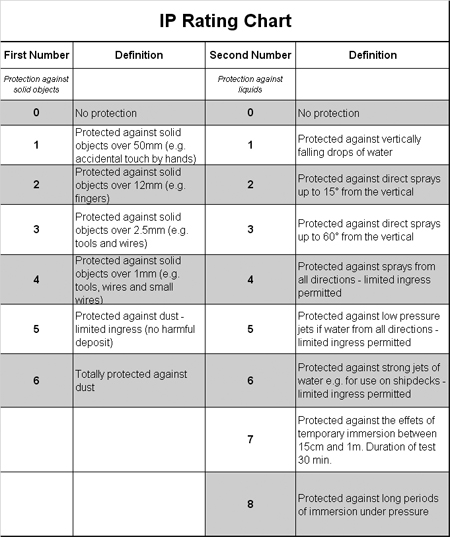 IP Rating Chart
First Number Definition Second Number Definition
Protection against Protection against
solid objects liquids
0 No protection 0 No protection
1 Protected against solid
objects over 50mm (e.g.
accidental touch by hands) 1 Protected against vertically
falling drops of water
2 Protected against solid
objects over 12mm (e.g.
fingers) 2 Protected against direct sprays
up to 15° from the vertical
3 Protected against solid
objects over 2.5mm (e.g.
tools and wires) 3 Protected against direct sprays
up to 60° from the vertical
4 Protected against solid
objects over 1mm (e.g.
tools, wires and small
wires) 4 Protected against sprays from
all directions - limited ingress
permitted
5 Protected against dust -
limited ingress (no harmful
deposit) 5 Protected against low pressure
jets if water from all directions -
limited ingress permitted
6 Totally protected against
dust 6 Protected against strong jets of
water e.g. for use on shipdecks -
limited ingress permitted
7 Protected against the effets of
temporary immersion between
15cm and 1m. Duration of test
30 min.
8 Protected against long periods
of immersion under pressure